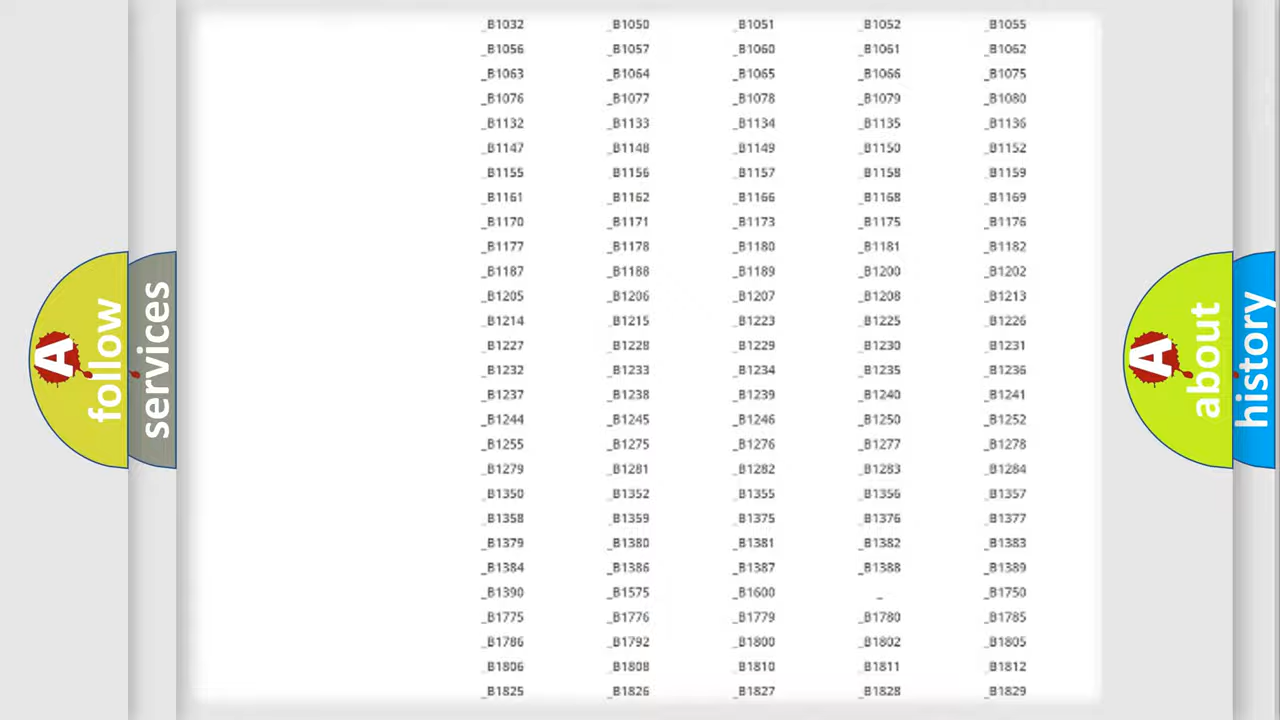 _B1032 _B1050 _B1051 _B1052 _B1055
_B1056 _B1057 _B1060 _B1061 _B1062
_B1063 _B1064 _B1065 _B1066 _B1075
_B1076 _B1077 _B1078 _B1079 _B1080
_B1132 _B1133 _B1134 _B1135 _B1136
_B1147 _B1148 _B1149 _B1150 _B1152
_B1155 _B1156 _B1157 _B1158 _B1159
_B1161 _B1162 _B1166 _B1168 _B1169
_B1170 _B1171 _B1173 _B1175 _B1176
_B1177 _B1178 _B1180 _B1181 _B1182
_B1187 _B1188 _B1189 _B1200 _B1202
_B1205 _B1206 _B1207 _B1208 _B1213
_B1214 _B1215 _B1223 _B1225 _B1226
_B1227 _B1228 _B1229 _B1230 _B1231
_B1232 _B1233 _B1234 _B1235 _B1236
_B1237 _B1238 _B1239 _B1240 _B1241
_B1244 _B1245 _B1246 _B1250 _B1252
_B1255 _B1275 _B1276 _B1277 _B1278
_B1279 _B1281 _B1282 _B1283 _B1284
_B1350 _B1352 _B1355 _B1356 _B1357
_B1358 _B1359 _B1375 _B1376 _B1377
_B1379 _B1380 _B1381 _B1382 _B1383
_B1384 _B1386 _B1387 _B1388 _B1389
_B1390 _B1575 _B1600 _ _B1750
_B1775 _B1776 _B1779 _B1780 _B1785
_B1786 _B1792 _B1800 _B1802 _B1805
_B1806 _B1808 _B1810 _B1811 _B1812
_B1825 _B1826 _B1827 _B1828 _B1829
A
follow
services
A
about
history